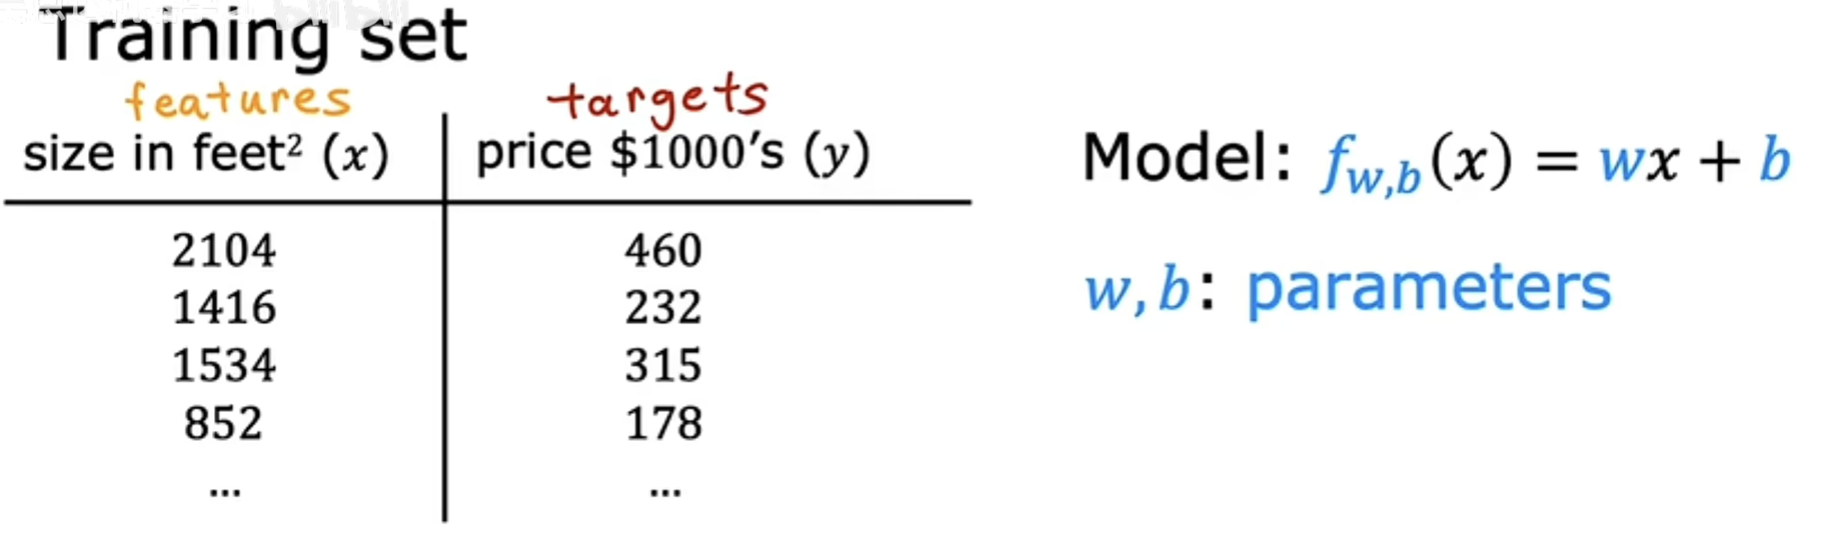 Training set
features targets
size in feet² (x) price $1000's (y)
2104 460
1416 232
1534 315
852 178
... ...
Model: f_{w,b}(x) = wx + b
w, b: parameters